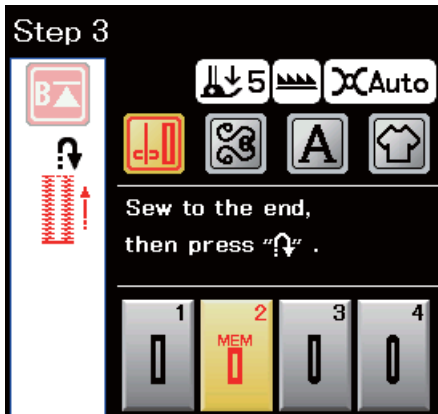 Step 3
B
5 Auto
A
Sew to the end,
then press "".
1 2 3 4
MEM